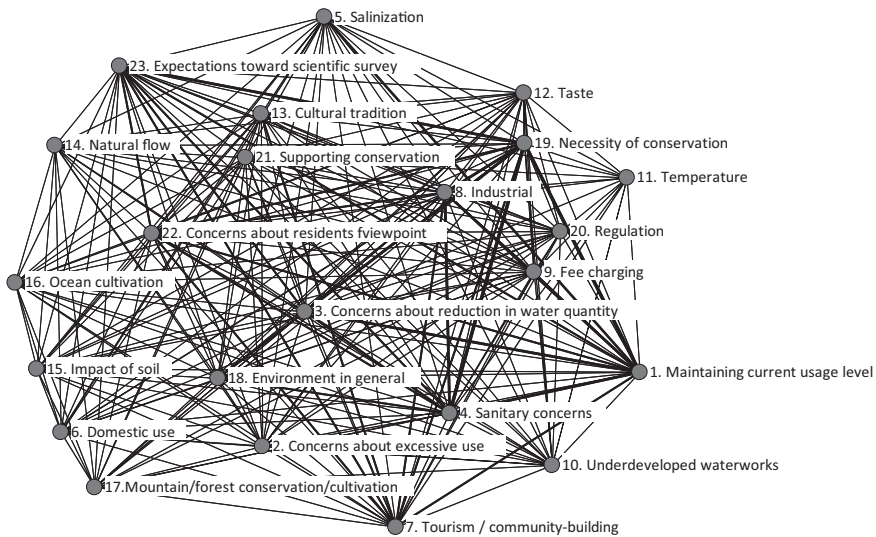 5. Salinization
23. Expectations toward scientific survey
12. Taste
13. Cultural tradition
14. Natural flow
19. Necessity of conservation
21. Supporting conservation
11. Temperature
8. Industrial
22. Concerns about residents fviewpoint
20. Regulation
9. Fee charging
16. Ocean cultivation
3. Concerns about reduction in water quantity
15. Impact of soil
18. Environment in general
1. Maintaining current usage level
4. Sanitary concerns
6. Domestic use
2. Concerns about excessive use
10. Underdeveloped waterworks
17.Mountain/forest conservation/cultivation
7. Tourism / community-building